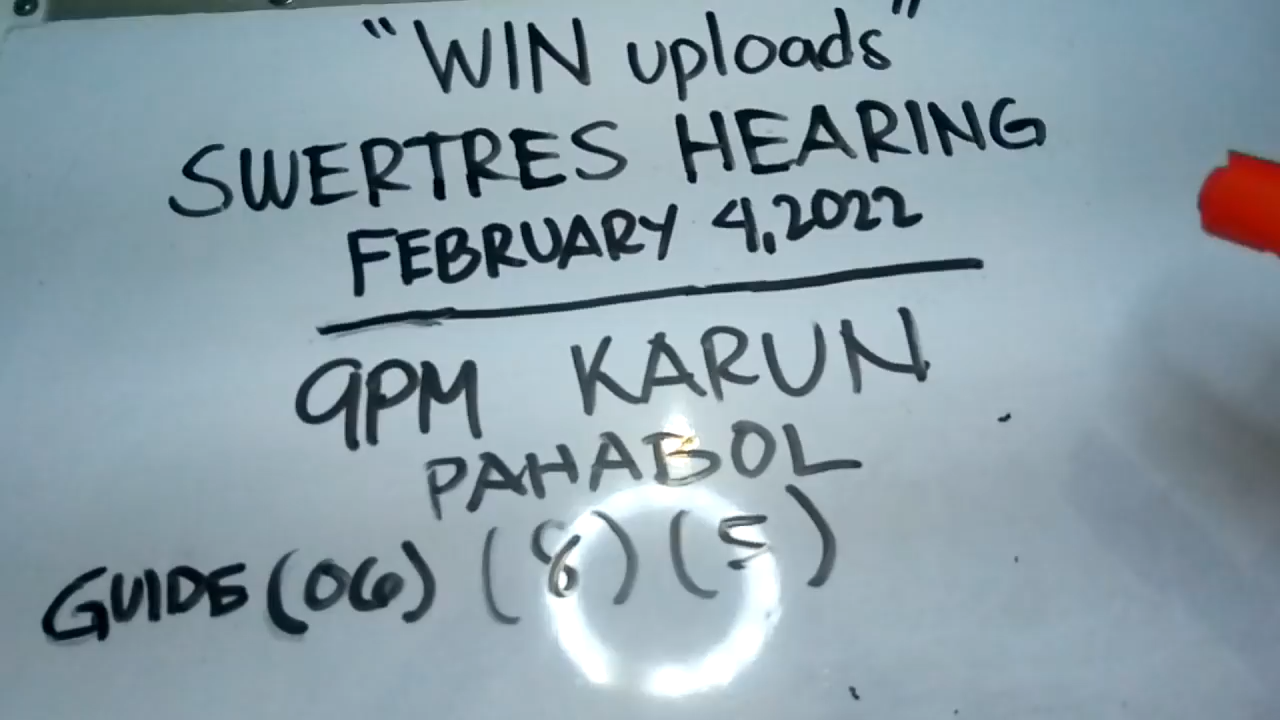 "WIN uploads"
SWERTRES HEARING
FEBRUARY 4,2022
9PM KARUN
PAHABOL
GUIDE (06) (8) (5)